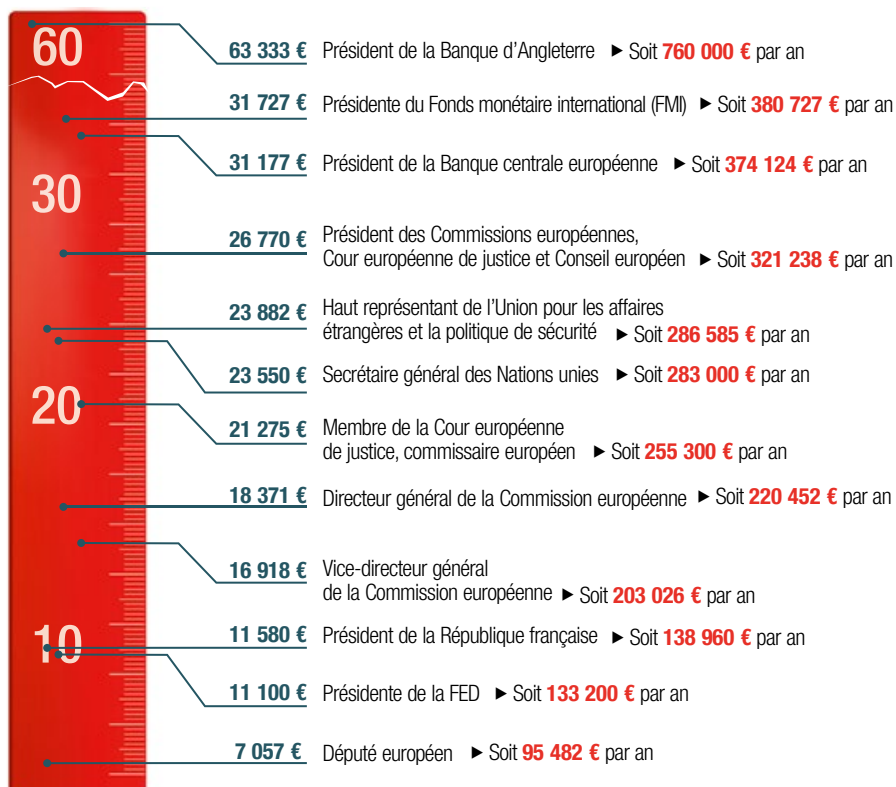 60
63 333 € Président de la Banque d’Angleterre ► Soit 760 000 € par an
31 727 € Présidente du Fonds monétaire international (FMI) ► Soit 380 727 € par an
31 177 € Président de la Banque centrale européenne ► Soit 374 124 € par an
30
26 770 € Président des Commissions européennes,
Cour européenne de justice et Conseil européen ► Soit 321 238 € par an
23 882 € Haut représentant de l’Union pour les affaires
étrangères et la politique de sécurité ► Soit 286 585 € par an
23 550 € Secrétaire général des Nations unies ► Soit 283 000 € par an
20
21 275 € Membre de la Cour européenne
de justice, commissaire européen ► Soit 255 300 € par an
18 371 € Directeur général de la Commission européenne ► Soit 220 452 € par an
16 918 € Vice-directeur général
de la Commission européenne ► Soit 203 026 € par an
10
11 580 € Président de la République française ► Soit 138 960 € par an
11 100 € Présidente de la FED ► Soit 133 200 € par an
7 057 € Député européen ► Soit 95 482 € par an